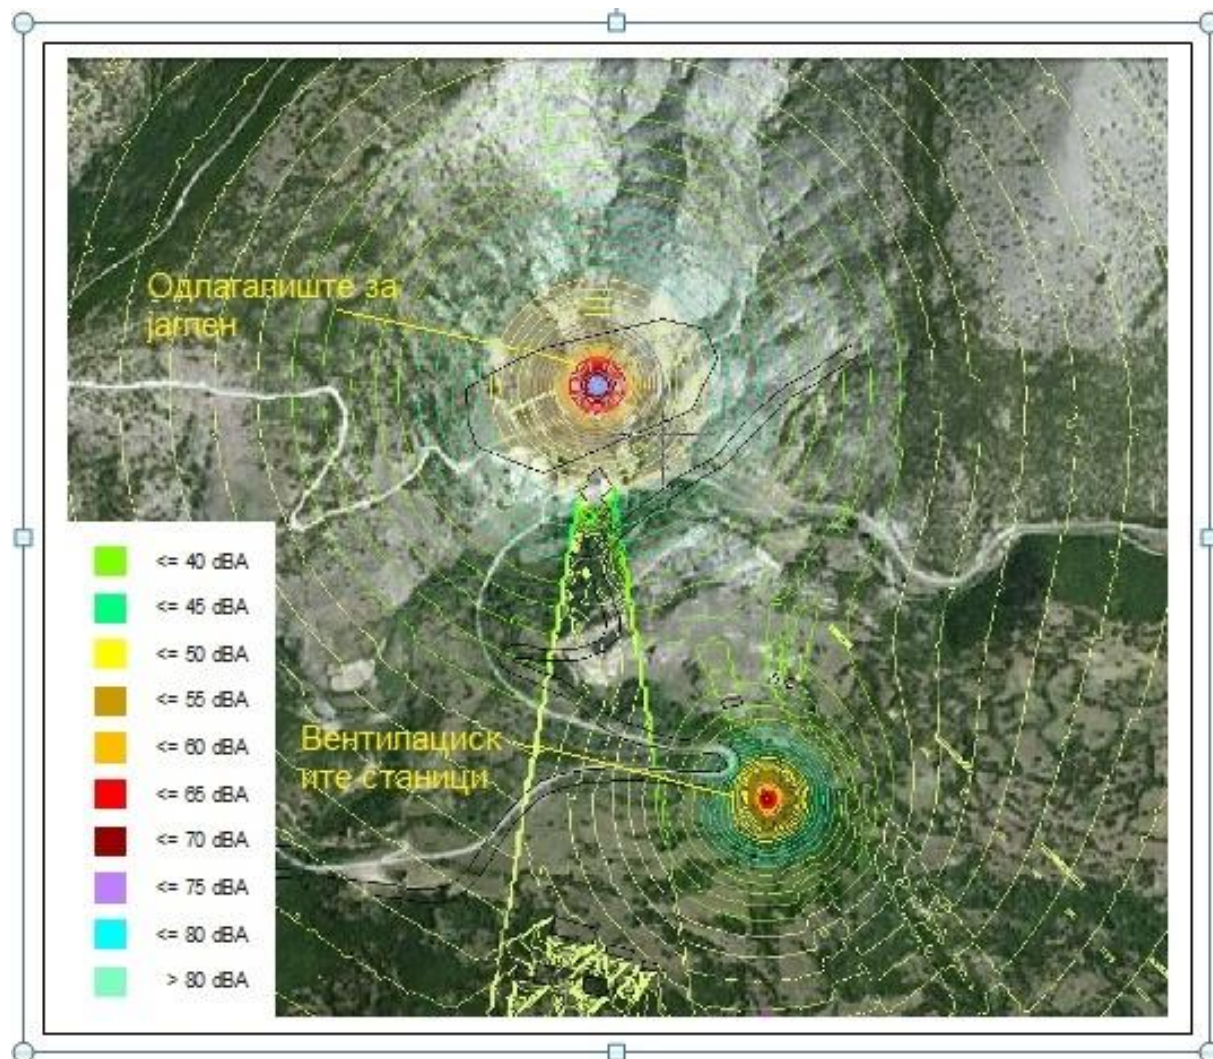 Одлагалиште за
јаглен
<= 40 dBA
<= 45 dBA
<= 50 dBA
<= 55 dBA
<= 60 dBA
<= 65 dBA
<= 70 dBA
<= 75 dBA
<= 80 dBA
> 80 dBA
Вентилациск
ите станици